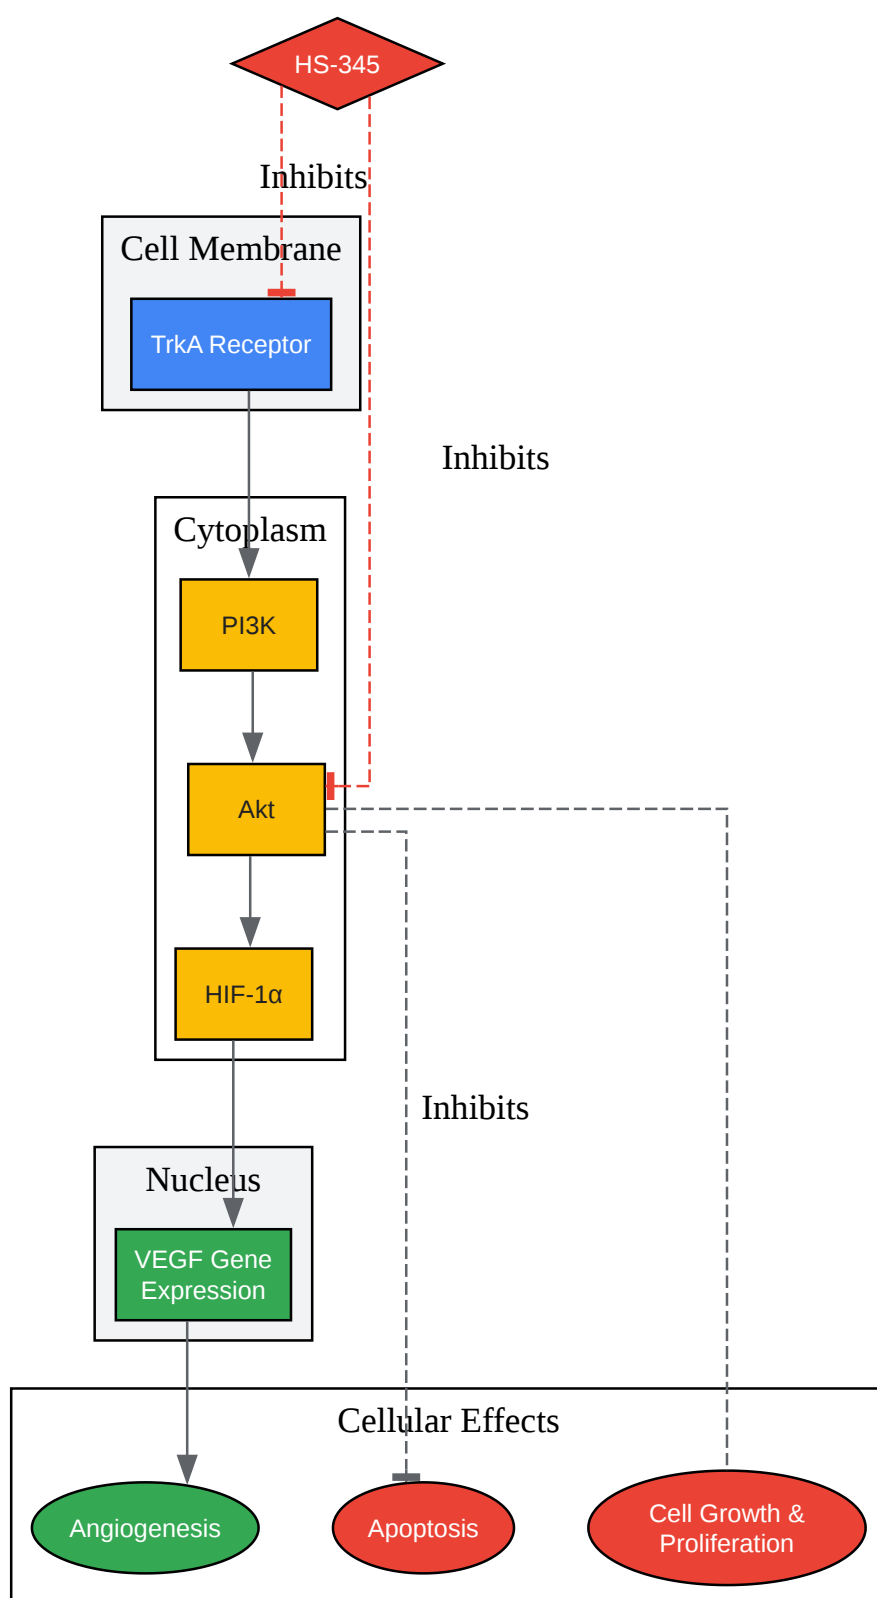 HS-345
Inhibits
Cell Membrane
TrkA Receptor
Inhibits
Cytoplasm
PI3K
Akt
HIF-1α
Inhibits
Nucleus
VEGF Gene
Expression
Cellular Effects
Angiogenesis
Apoptosis
Cell Growth &
Proliferation